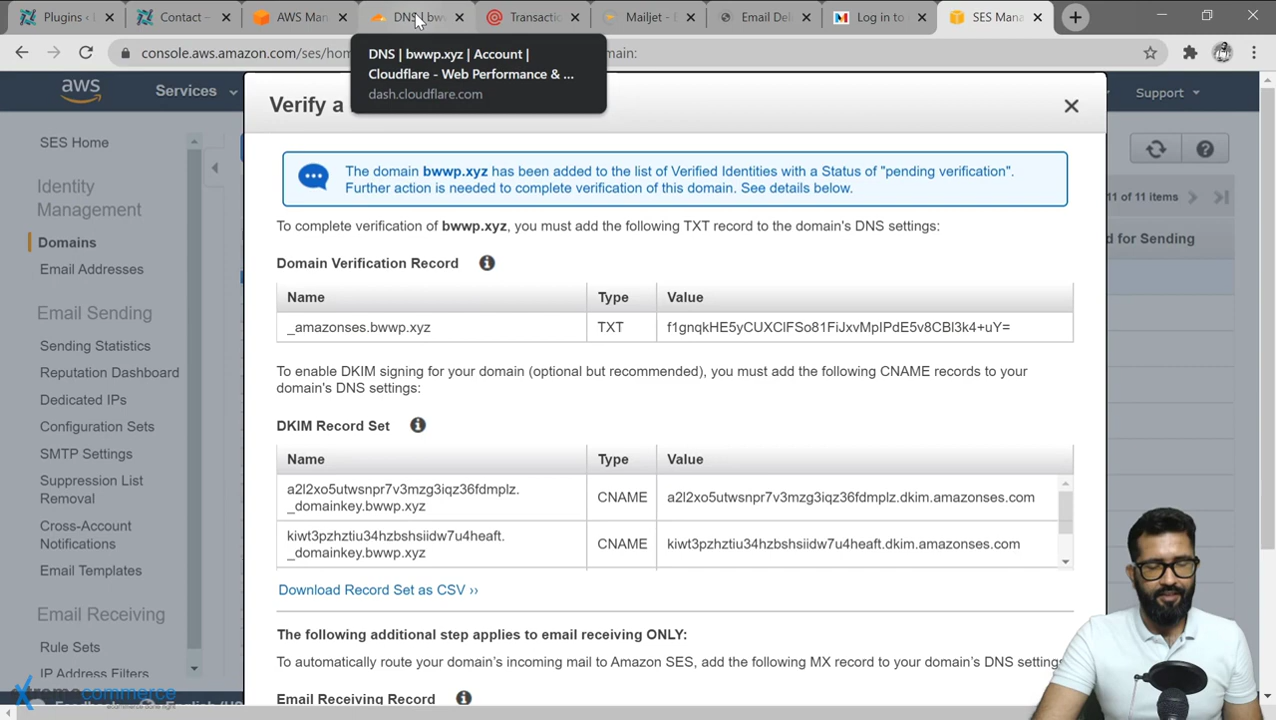 Plugins ‹
Contact –
AWS Man
DNS | bww
Transactic
Mailjet -
Email Del
Log in to
SES Mana
console.aws.amazon.com/ses/hom
domain:
DNS | bwwp.xyz | Account |
Cloudflare - Web Performance & ...
dash.cloudflare.com
aws
Services
Support
Verify a
SES Home
Identity
Management
Domains
Email Addresses
Email Sending
Sending Statistics
Reputation Dashboard
Dedicated IPs
Configuration Sets
SMTP Settings
Suppression List
Removal
Cross-Account
Notifications
Email Templates
Email Receiving
Rule Sets
IP Address Filters
The domain bwwp.xyz has been added to the list of Verified Identities with a Status of "pending verification".
Further action is needed to complete verification of this domain. See details below.
To complete verification of bwwp.xyz, you must add the following TXT record to the domain's DNS settings:
Domain Verification Record
Name Type Value
_amazonses.bwwp.xyz TXT f1gnqkHE5yCUXClFSo81FiJxvMpIPdE5v8CBl3k4+uY=
To enable DKIM signing for your domain (optional but recommended), you must add the following CNAME records to your
domain's DNS settings:
DKIM Record Set
Name Type Value
a2l2xo5utwsnpr7v3mzg3iqz36fdmplz.
_domainkey.bwwp.xyz
CNAME a2l2xo5utwsnpr7v3mzg3iqz36fdmplz.dkim.amazonses.com
kiwt3pzhztiu34hzbshsiidw7u4heaft.
_domainkey.bwwp.xyz
CNAME kiwt3pzhztiu34hzbshsiidw7u4heaft.dkim.amazonses.com
Download Record Set as CSV ››
The following additional step applies to email receiving ONLY:
To automatically route your domain's incoming mail to Amazon SES, add the following MX record to your domain's DNS settings
Email Receiving Record
11 of 11 items
d for Sending
xtremecommerce
ecommerce done right